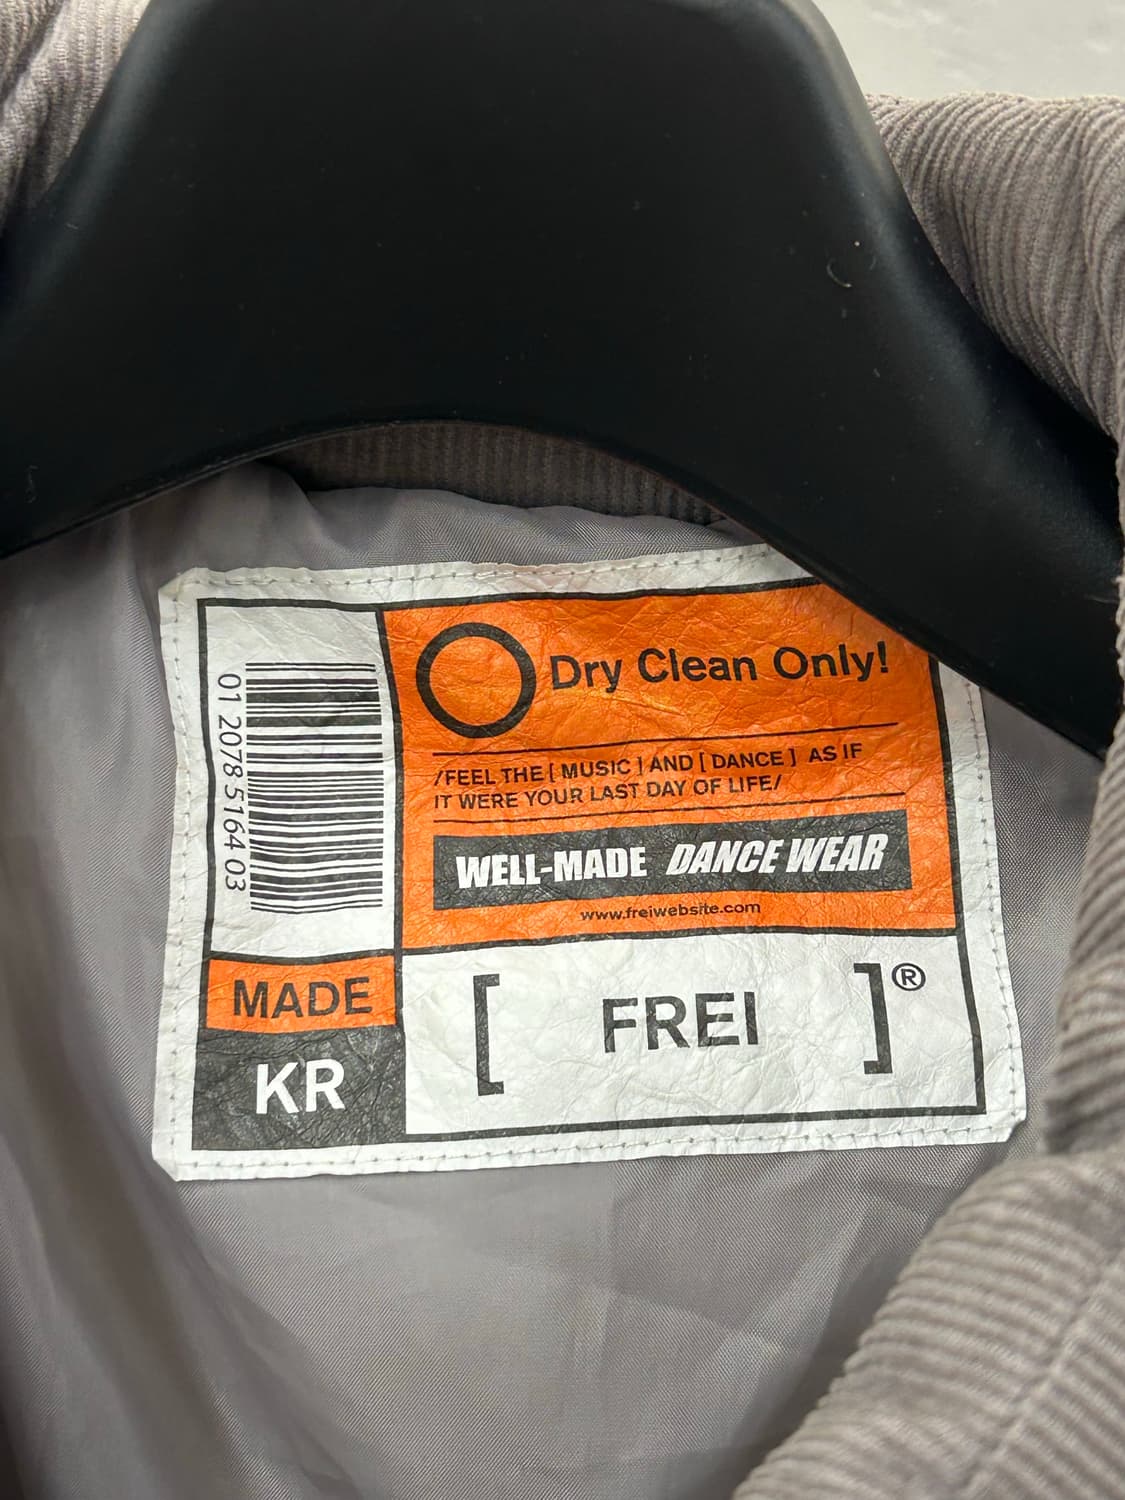 01 2078 5164 03
Dry Clean Only!
/FEEL THE [ MUSIC ] AND [ DANCE ] AS IF
IT WERE YOUR LAST DAY OF LIFE/
WELL-MADE DANCE WEAR
www.freiwebsite.com
MADE
KR
[ FREI ]®